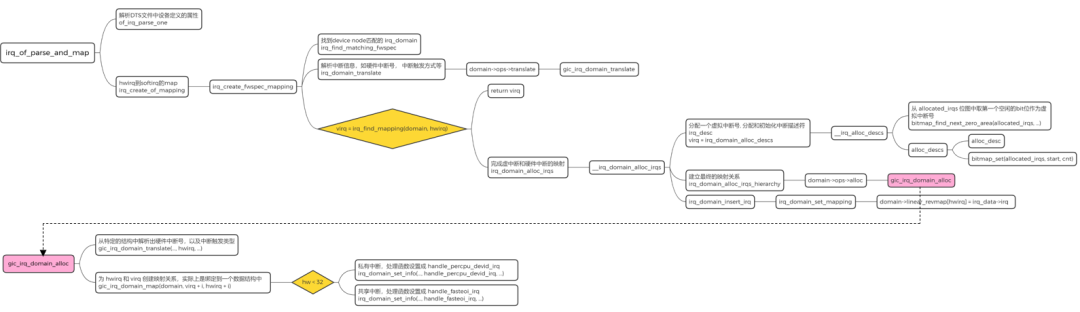 irq_of_parse_and_map
解析DTS文件中设备定义的属性
of_irq_parse_one
hwirq到softirq的map
irq_create_of_mapping
irq_create_fwspec_mapping
找到device node匹配的 irq_domain
irq_find_matching_fwspec
解析中断信息，如硬件中断号、 中断触发方式等
irq_domain_translate
domain->ops->translate
gic_irq_domain_translate
virq = irq_find_mapping(domain, hwirq)
return virq
完成虚中断和硬件中断的映射
irq_domain_alloc_irqs
__irq_domain_alloc_irqs
分配一个虚拟中断号, 分配和初始化中断描述符
irq_desc
virq = irq_domain_alloc_descs
__irq_alloc_descs
从 allocated_irqs 位图中取第一个空闲的bit位作为虚
拟中断号
bitmap_find_next_zero_area(allocated_irqs, ..)
alloc_descs
alloc_desc
bitmap_set(allocated_irqs, start, cnt)
建立最终的映射关系
irq_domain_alloc_irqs_hierarchy
domain->ops->alloc
gic_irq_domain_alloc
irq_domain_insert_irq
irq_domain_set_mapping
domain->linear_revmap[hwirq] = irq_data->irq
gic_irq_domain_alloc
从特定的结构中解析出硬件中断号，以及中断触发类型
gic_irq_domain_translate(..., hwirq, ..)
为 hwirq 和 virq 创建映射关系，实际上是绑定到一个数据结构中
gic_irq_domain_map(domain, virq + i, hwirq + i)
hw < 32
私有中断、处理函数设置成 handle_percpu_devid_irq
irq_domain_set_info(... handle_percpu_devid_irq, ..)
共享中断、处理函数设置成 handle_fasteoi_irq
irq_domain_set_info(... handle_fasteoi_irq, ..)